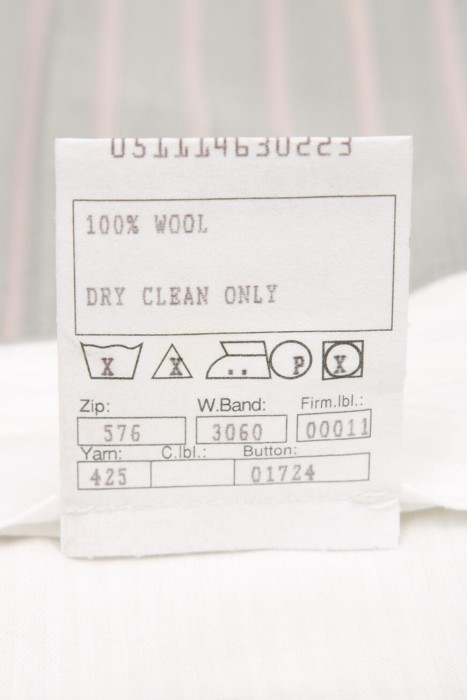 051114630223
100% WOOL
DRY CLEAN ONLY
X X .. P X
Zip: W.Band: Firm.lbl.:
576 3060 00011
Yarn: C.lbl.: Button:
425 01724